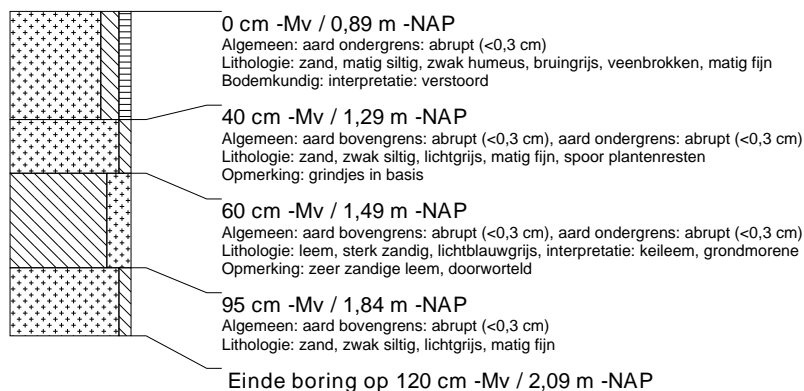 0 cm -Mv / 0,89 m -NAP
Algemeen: aard ondergrens: abrupt (<0,3 cm)
Lithologie: zand, matig siltig, zwak humeus, bruingrijs, veenbrokken, matig fijn
Bodemkundig: interpretatie: verstoord
40 cm -Mv / 1,29 m -NAP
Algemeen: aard bovengrens: abrupt (<0,3 cm), aard ondergrens: abrupt (<0,3 cm)
Lithologie: zand, zwak siltig, lichtgrijs, matig fijn, spoor plantenresten
Opmerking: grindjes in basis
60 cm -Mv / 1,49 m -NAP
Algemeen: aard bovengrens: abrupt (<0,3 cm), aard ondergrens: abrupt (<0,3 cm)
Lithologie: leem, sterk zandig, lichtblauwgrijs, interpretatie: keileem, grondmorene
Opmerking: zeer zandige leem, doorworteld
95 cm -Mv / 1,84 m -NAP
Algemeen: aard bovengrens: abrupt (<0,3 cm)
Lithologie: zand, zwak siltig, lichtgrijs, matig fijn
Einde boring op 120 cm -Mv / 2,09 m -NAP